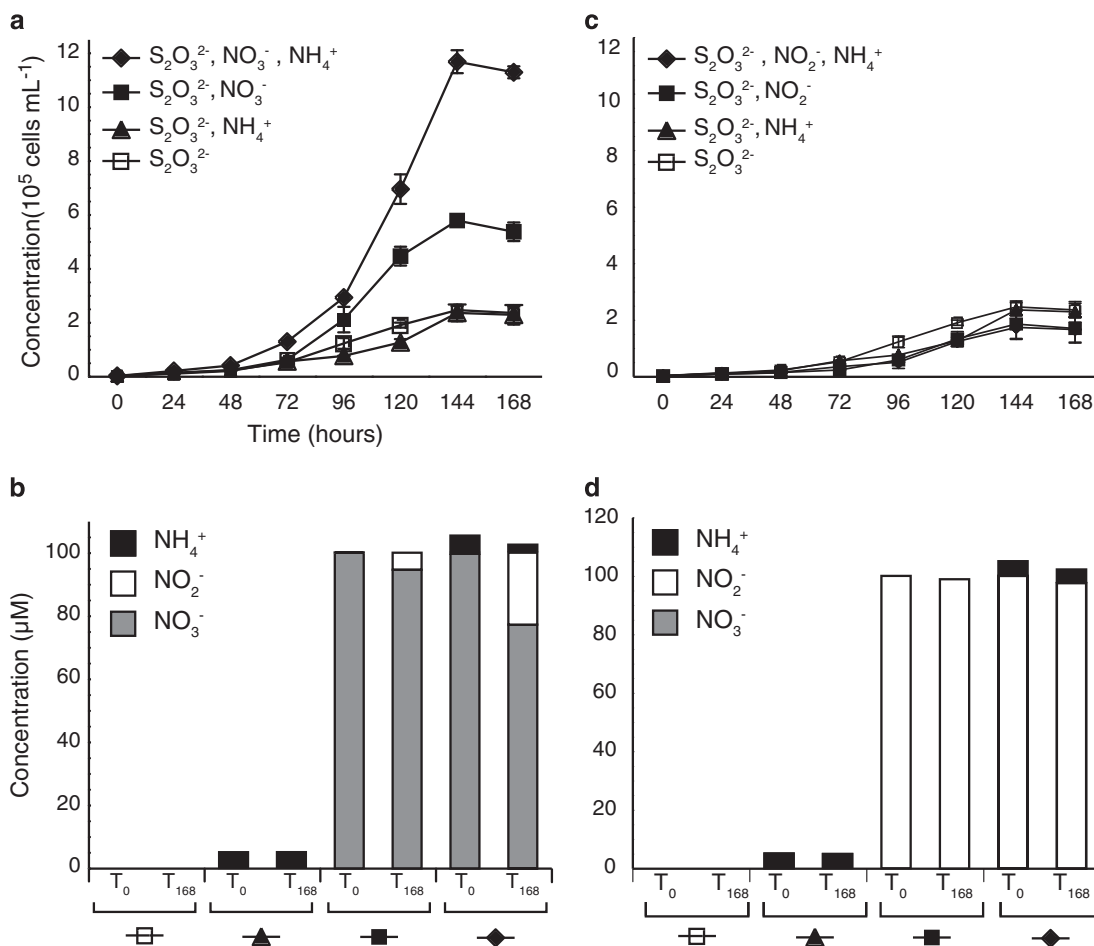 a
12
10
8
6
4
2
0
Concentration(10⁵ cells mL⁻¹)
S₂O₃²⁻, NO₃⁻ , NH₄⁺
S₂O₃²⁻, NO₃⁻
S₂O₃²⁻, NH₄⁺
S₂O₃²⁻
0 24 48 72 96 120 144 168
Time (hours)
c
12
10
8
6
4
2
0
S₂O₃²⁻ , NO₂⁻, NH₄⁺
S₂O₃²⁻, NO₂⁻
S₂O₃²⁻, NH₄⁺
S₂O₃²⁻
0 24 48 72 96 120 144 168
b
100
80
60
40
20
0
Concentration (µM)
NH₄⁺
NO₂⁻
NO₃⁻
T₀ T₁₆₈ T₀ T₁₆₈ T₀ T₁₆₈ T₀ T₁₆₈
d
120
100
80
60
40
20
0
NH₄⁺
NO₂⁻
NO₃⁻
T₀ T₁₆₈ T₀ T₁₆₈ T₀ T₁₆₈ T₀ T₁₆₈